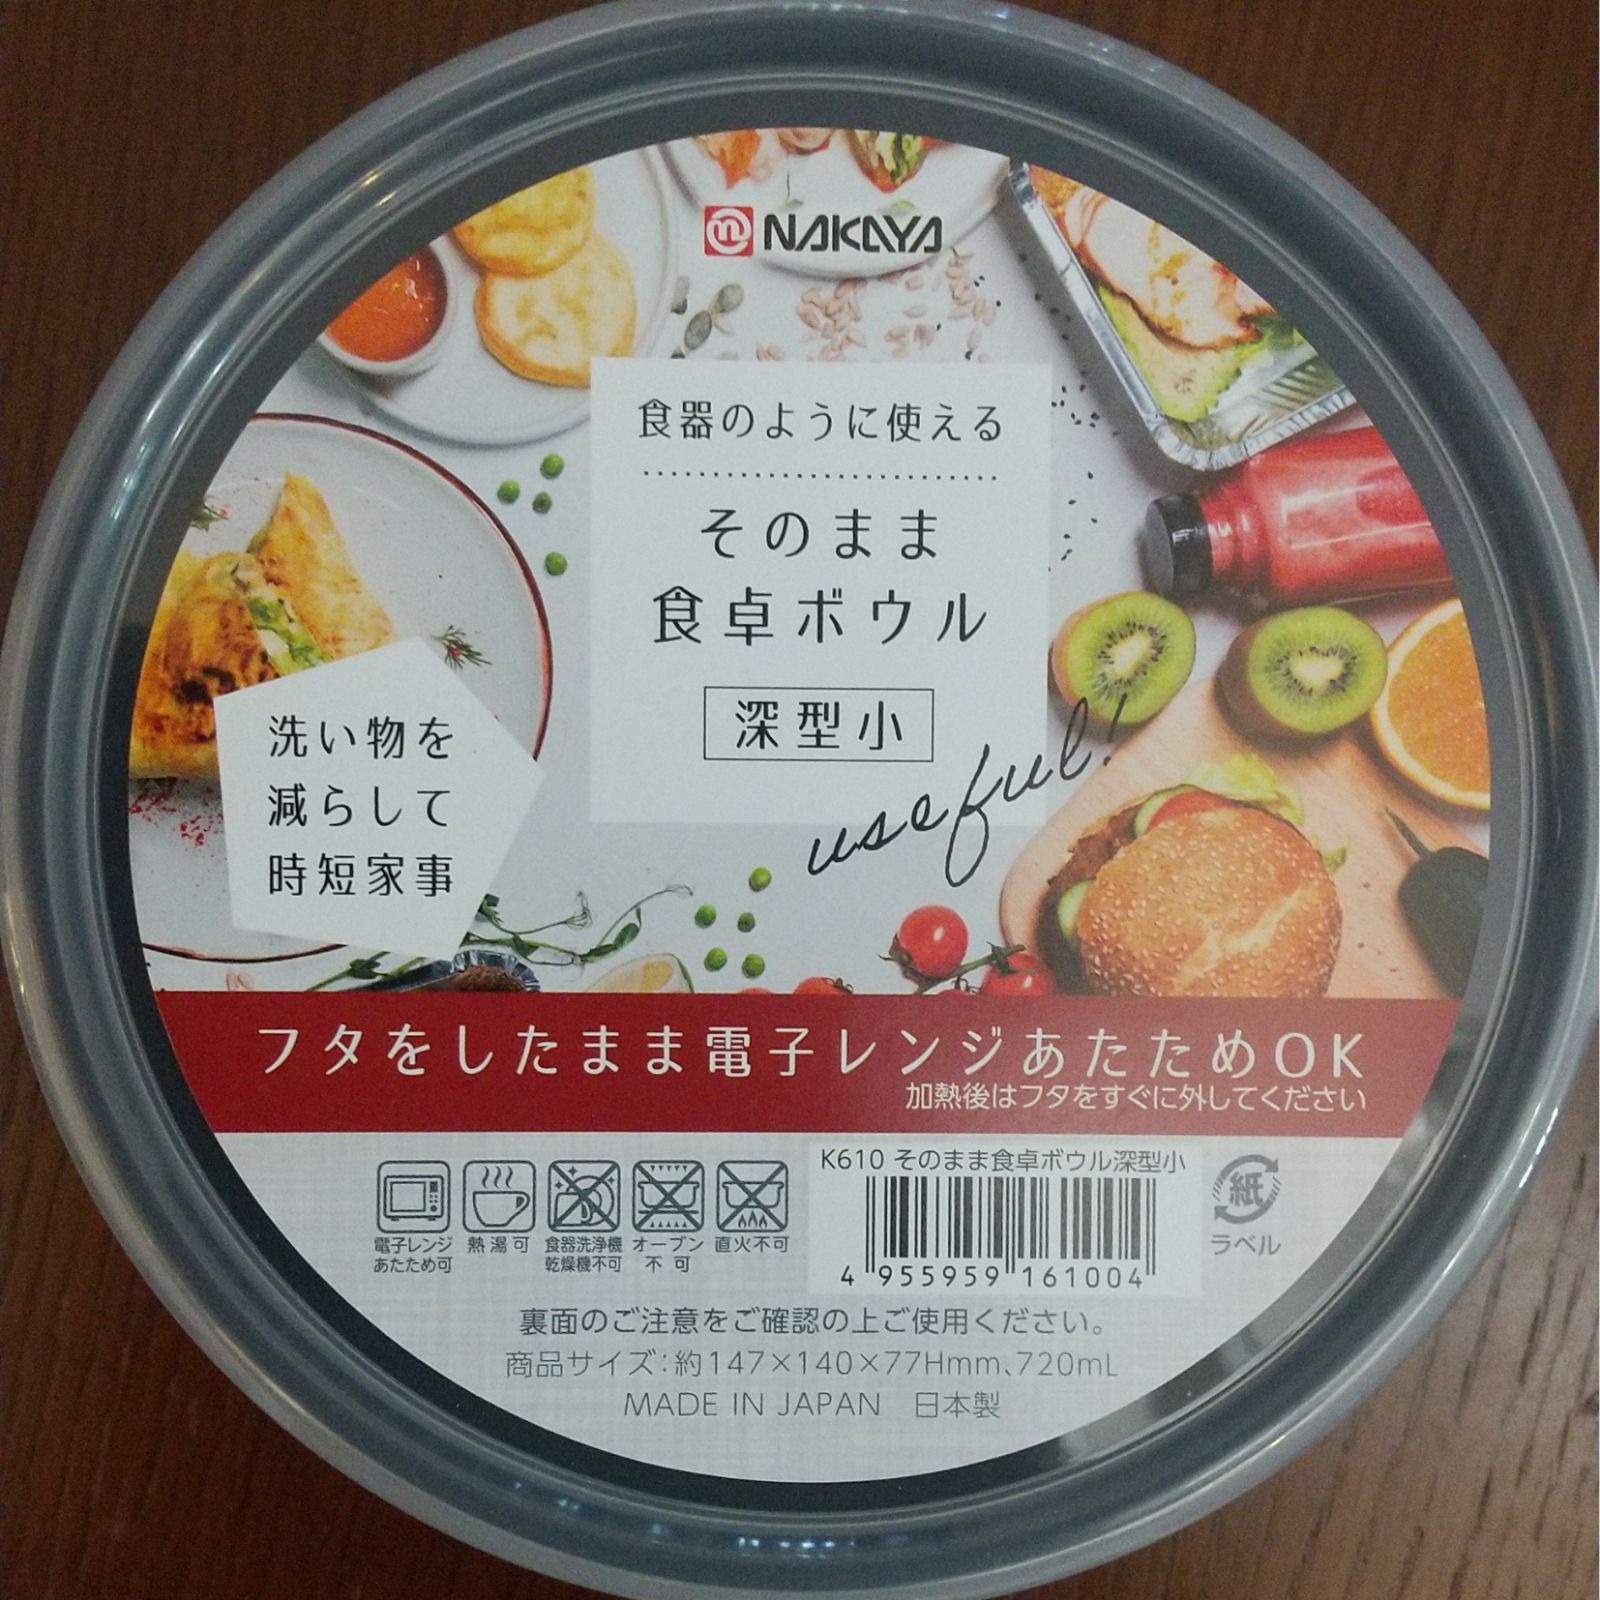 NAKAYA
食器のように使える
そのまま
食卓ボウル
深型小
useful!
洗い物を
減らして
時短家事
フタをしたまま電子レンジあたためOK
加熱後はフタをすぐに外してください
電子レンジ
あたため可
熱湯可
食器洗浄機
乾燥機不可
オーブン
不可
直火不可
K610 そのまま食卓ボウル深型小
4 955959 161004
紙
ラベル
裏面のご注意をご確認の上ご使用ください。
商品サイズ:約147×140×77Hmm、720mL
MADE IN JAPAN 日本製